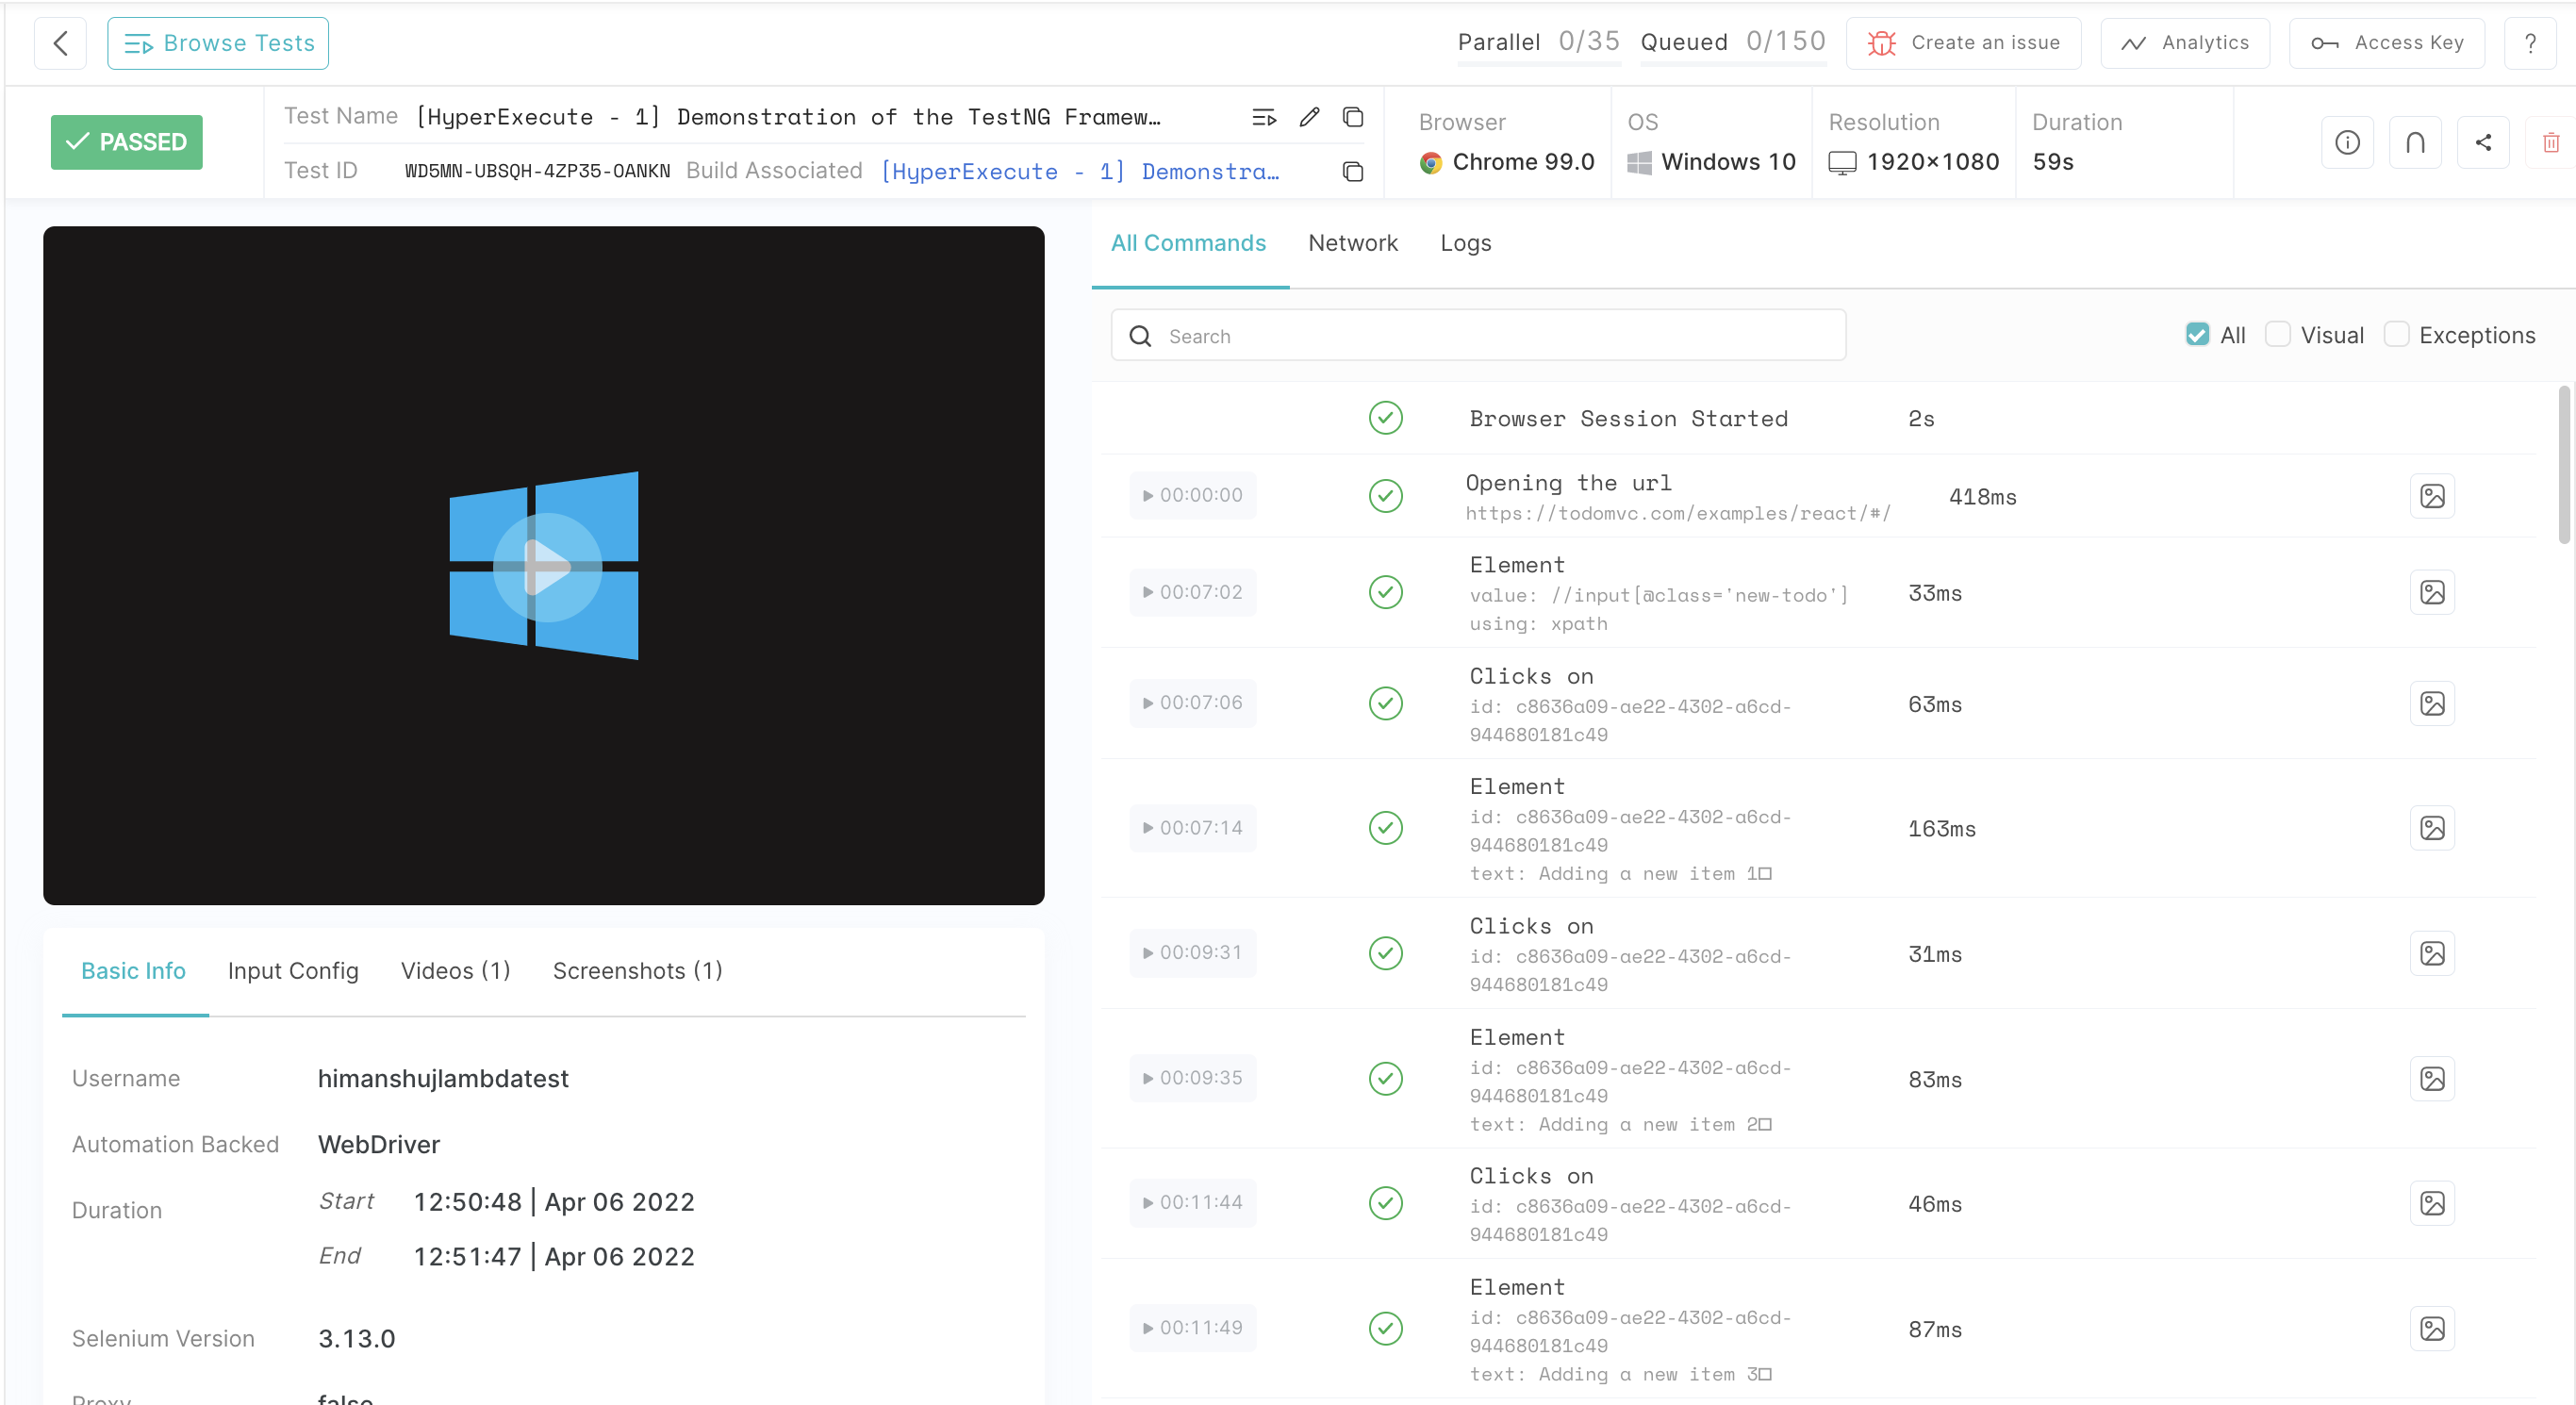 Browse Tests
Parallel 0/35 Queued 0/150 Create an issue Analytics Access Key ?
PASSED
Test Name [HyperExecute - 1] Demonstration of the TestNG Framew…
Test ID WD5MN-UBSQH-4ZP35-OANKN Build Associated [HyperExecute - 1] Demonstra…
Browser
Chrome 99.0
OS
Windows 10
Resolution
1920×1080
Duration
59s
All Commands Network Logs
Search
All Visual Exceptions
Browser Session Started 2s
00:00:00 Opening the url 418ms
https://todomvc.com/examples/react/#/
00:07:02 Element 33ms
value: //input[@class='new-todo']
using: xpath
00:07:06 Clicks on 63ms
id: c8636a09-ae22-4302-a6cd-
944680181c49
00:07:14 Element 163ms
id: c8636a09-ae22-4302-a6cd-
944680181c49
text: Adding a new item 1□
00:09:31 Clicks on 31ms
id: c8636a09-ae22-4302-a6cd-
944680181c49
00:09:35 Element 83ms
id: c8636a09-ae22-4302-a6cd-
944680181c49
text: Adding a new item 2□
00:11:44 Clicks on 46ms
id: c8636a09-ae22-4302-a6cd-
944680181c49
00:11:49 Element 87ms
id: c8636a09-ae22-4302-a6cd-
944680181c49
text: Adding a new item 3□
Basic Info Input Config Videos (1) Screenshots (1)
Username himanshujlambdatest
Automation Backed WebDriver
Duration Start 12:50:48 | Apr 06 2022
End 12:51:47 | Apr 06 2022
Selenium Version 3.13.0
Proxy false